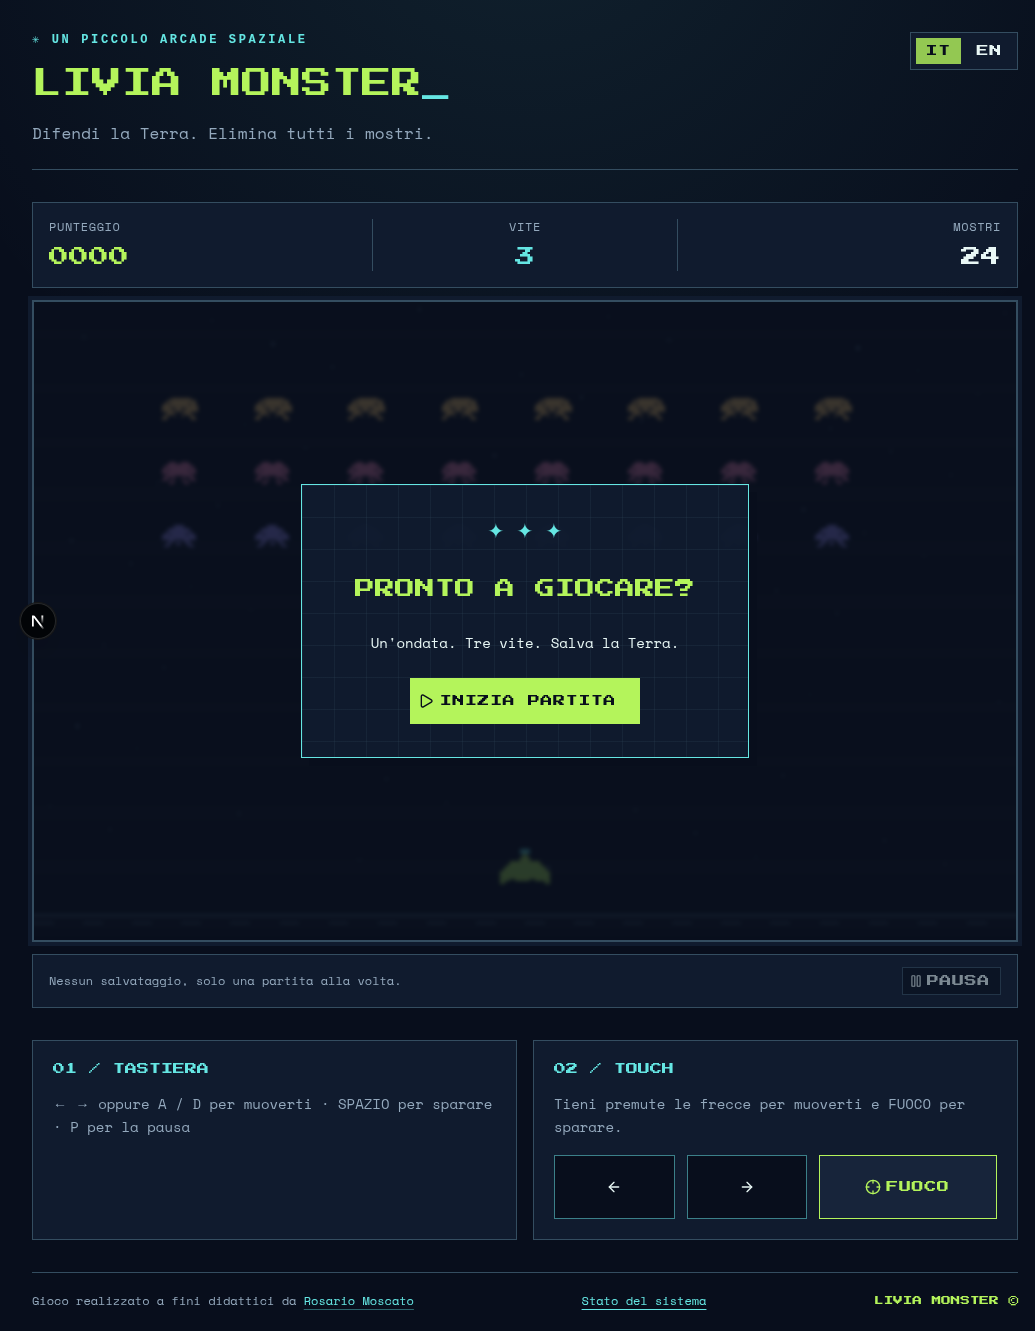 ✳ UN PICCOLO ARCADE SPAZIALE
IT EN
LIVIA MONSTER_
Difendi la Terra. Elimina tutti i mostri.
PUNTEGGIO
0000
VITE
3
MOSTRI
24
PRONTO A GIOCARE?
Un'ondata. Tre vite. Salva la Terra.
N
INIZIA PARTITA
Nessun salvataggio, solo una partita alla volta.
PAUSA
01 / TASTIERA
← → oppure A / D per muoverti · SPAZIO per sparare
· P per la pausa
02 / TOUCH
Tieni premute le frecce per muoverti e FUOCO per
sparare.
← → FUOCO
Gioco realizzato a fini didattici da Rosario Moscato
Stato del sistema
LIVIA MONSTER ©